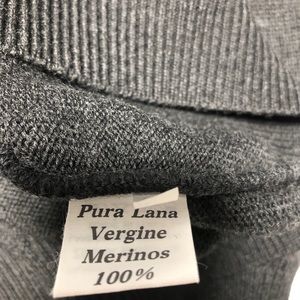 Pura Lana
Vergine
Merinos
100%